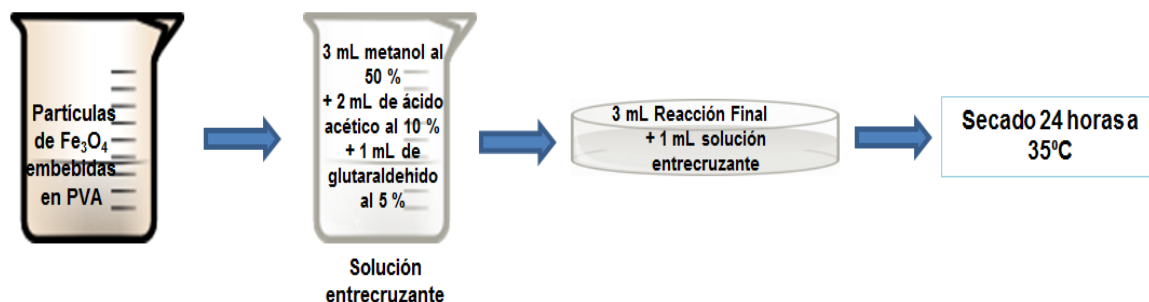 Partículas
de Fe₃O₄
embebidas
en PVA
3 mL metanol al
50 %
+ 2 mL de ácido
acético al 10 %
+ 1 mL de
glutaraldehido
al 5 %
Solución
entrecruzante
3 mL Reacción Final
+ 1 mL solución
entrecruzante
Secado 24 horas a
35ºC